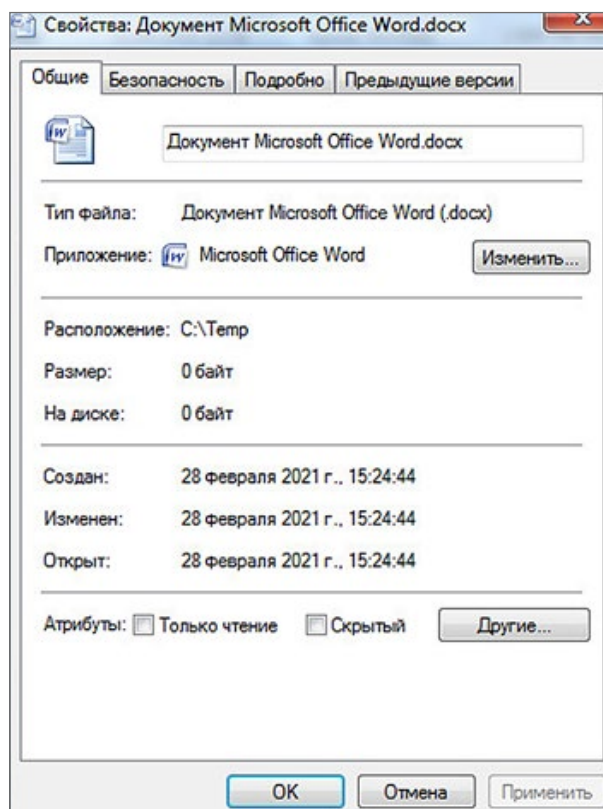 Свойства: Документ Microsoft Office Word.docx
Общие Безопасность Подробно Предыдущие версии
Документ Microsoft Office Word.docx
Тип файла: Документ Microsoft Office Word (.docx)
Приложение: Microsoft Office Word Изменить...
Расположение: C:\Temp
Размер: 0 байт
На диске: 0 байт
Создан: 28 февраля 2021 г., 15:24:44
Изменен: 28 февраля 2021 г., 15:24:44
Открыт: 28 февраля 2021 г., 15:24:44
Атрибуты: Только чтение Скрытый Другие...
OK Отмена Применить